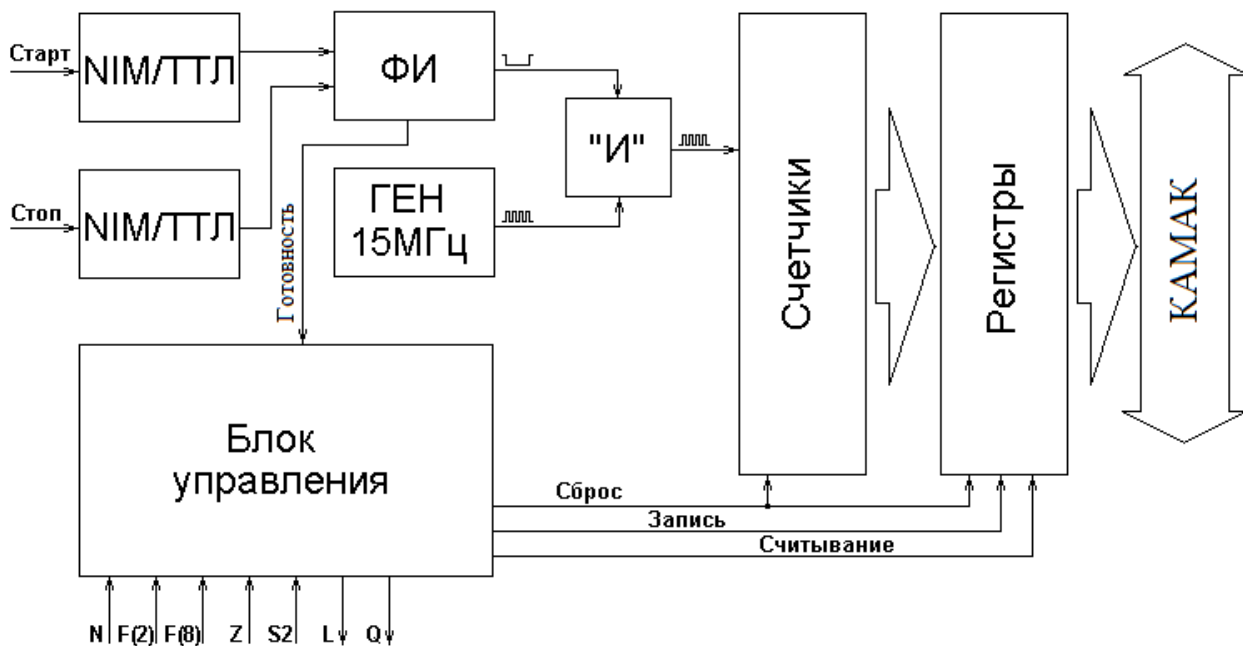 Старт
NIM/ТТЛ
ФИ
"И"
Стоп
NIM/ТТЛ
ГЕН
15МГц
Готовность
Счетчики
Регистры
КАМАК
Блок
управления
Сброс
Запись
Считывание
N F(2) F(8) Z S2 L Q